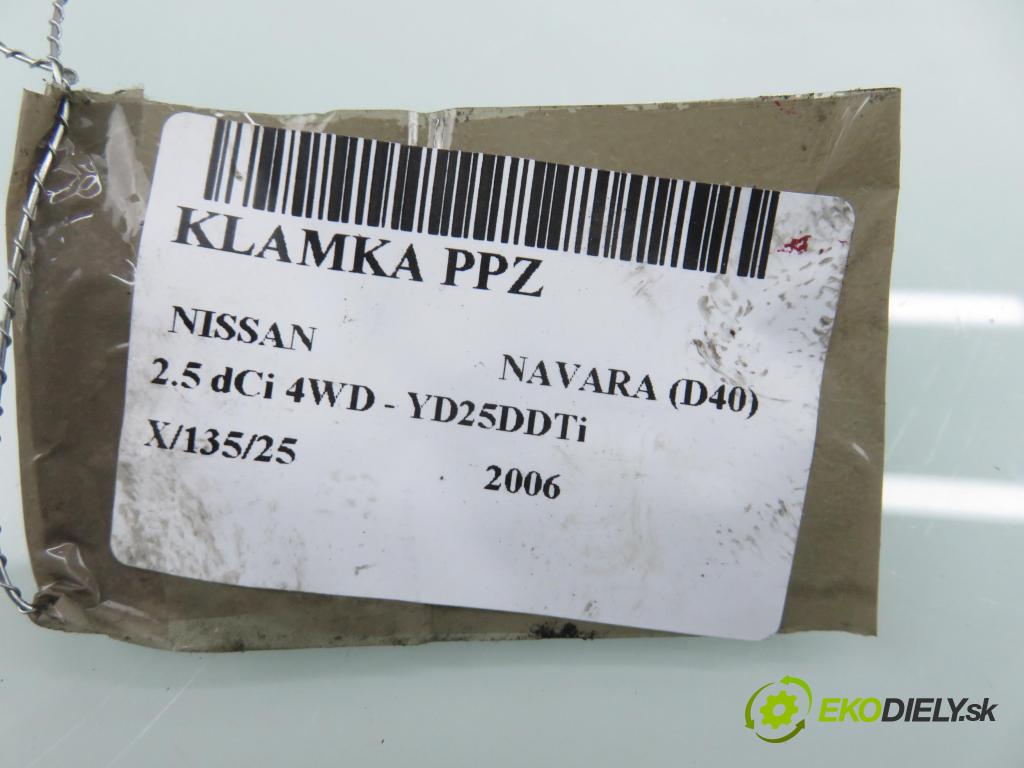 KLAMKA PPZ
NISSAN
NAVARA (D40)
2.5 dCi 4WD - YD25DDTi
X/135/25
2006
EKODIELY.sk